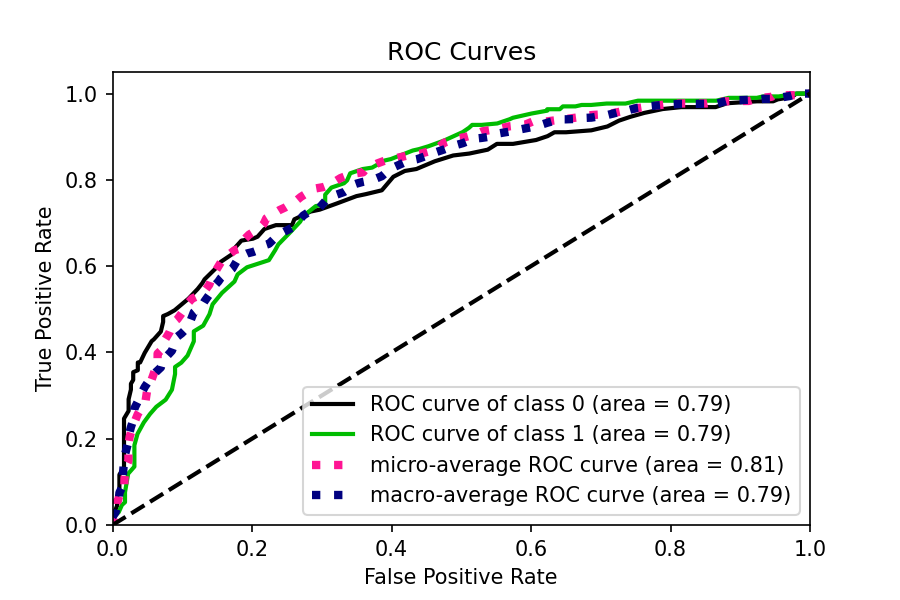 ROC Curves
True Positive Rate
1.0
0.8
0.6
0.4
0.2
0.0
ROC curve of class 0 (area = 0.79)
ROC curve of class 1 (area = 0.79)
micro-average ROC curve (area = 0.81)
macro-average ROC curve (area = 0.79)
0.0 0.2 0.4 0.6 0.8 1.0
False Positive Rate